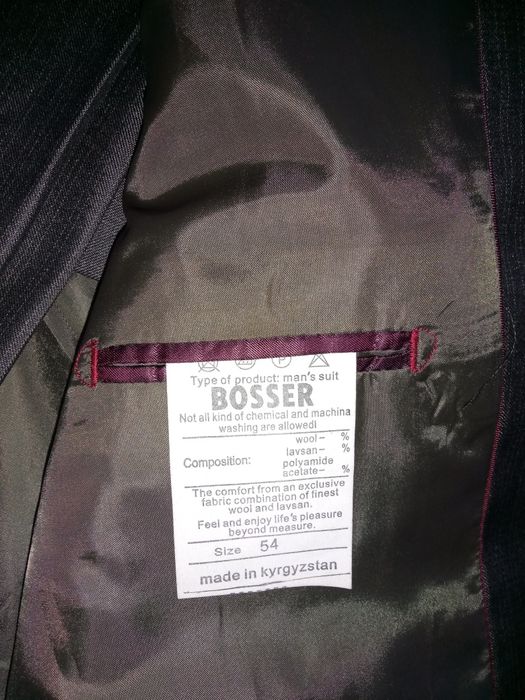 Type of product: man's suit
BOSSER
Not all kind of chemical and machina
washing are allowedl
wool – %
lavsan– %
Composition: polyamide
acetate– %
The comfort from an exclusive
fabric combination of finest
wool and lavsan.
Feel and enjoy life's pleasure
beyond measure.
Size 54
made in kyrgyzstan